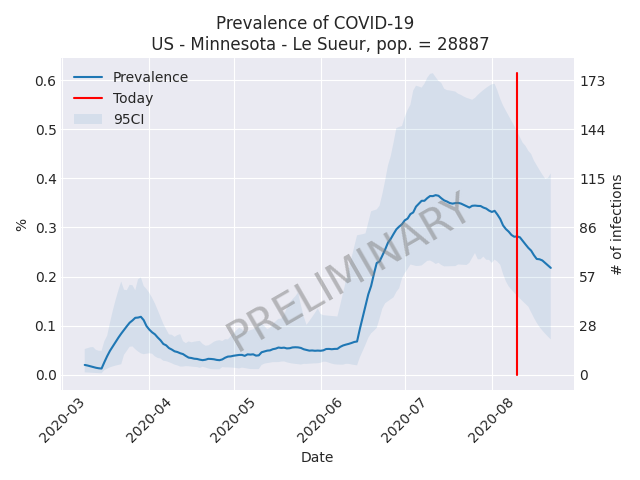 Prevalence of COVID-19
US - Minnesota - Le Sueur, pop. = 28887
Prevalence
Today
95CI
0.6
0.5
0.4
0.3
0.2
0.1
0.0
%
173
144
115
86
57
28
0
# of infections
PRELIMINARY
2020-03
2020-04
2020-05
2020-06
2020-07
2020-08
Date